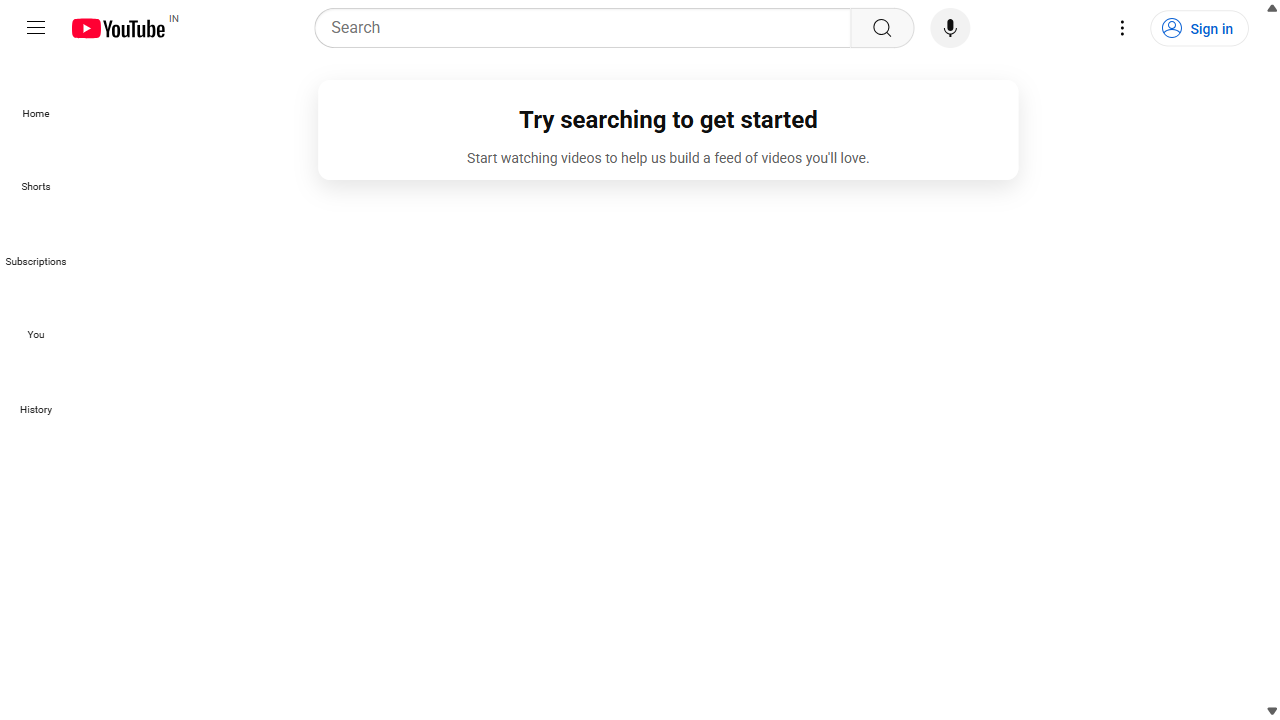 YouTube IN
Search
Sign in
Try searching to get started
Start watching videos to help us build a feed of videos you'll love.
Home
Shorts
Subscriptions
You
History